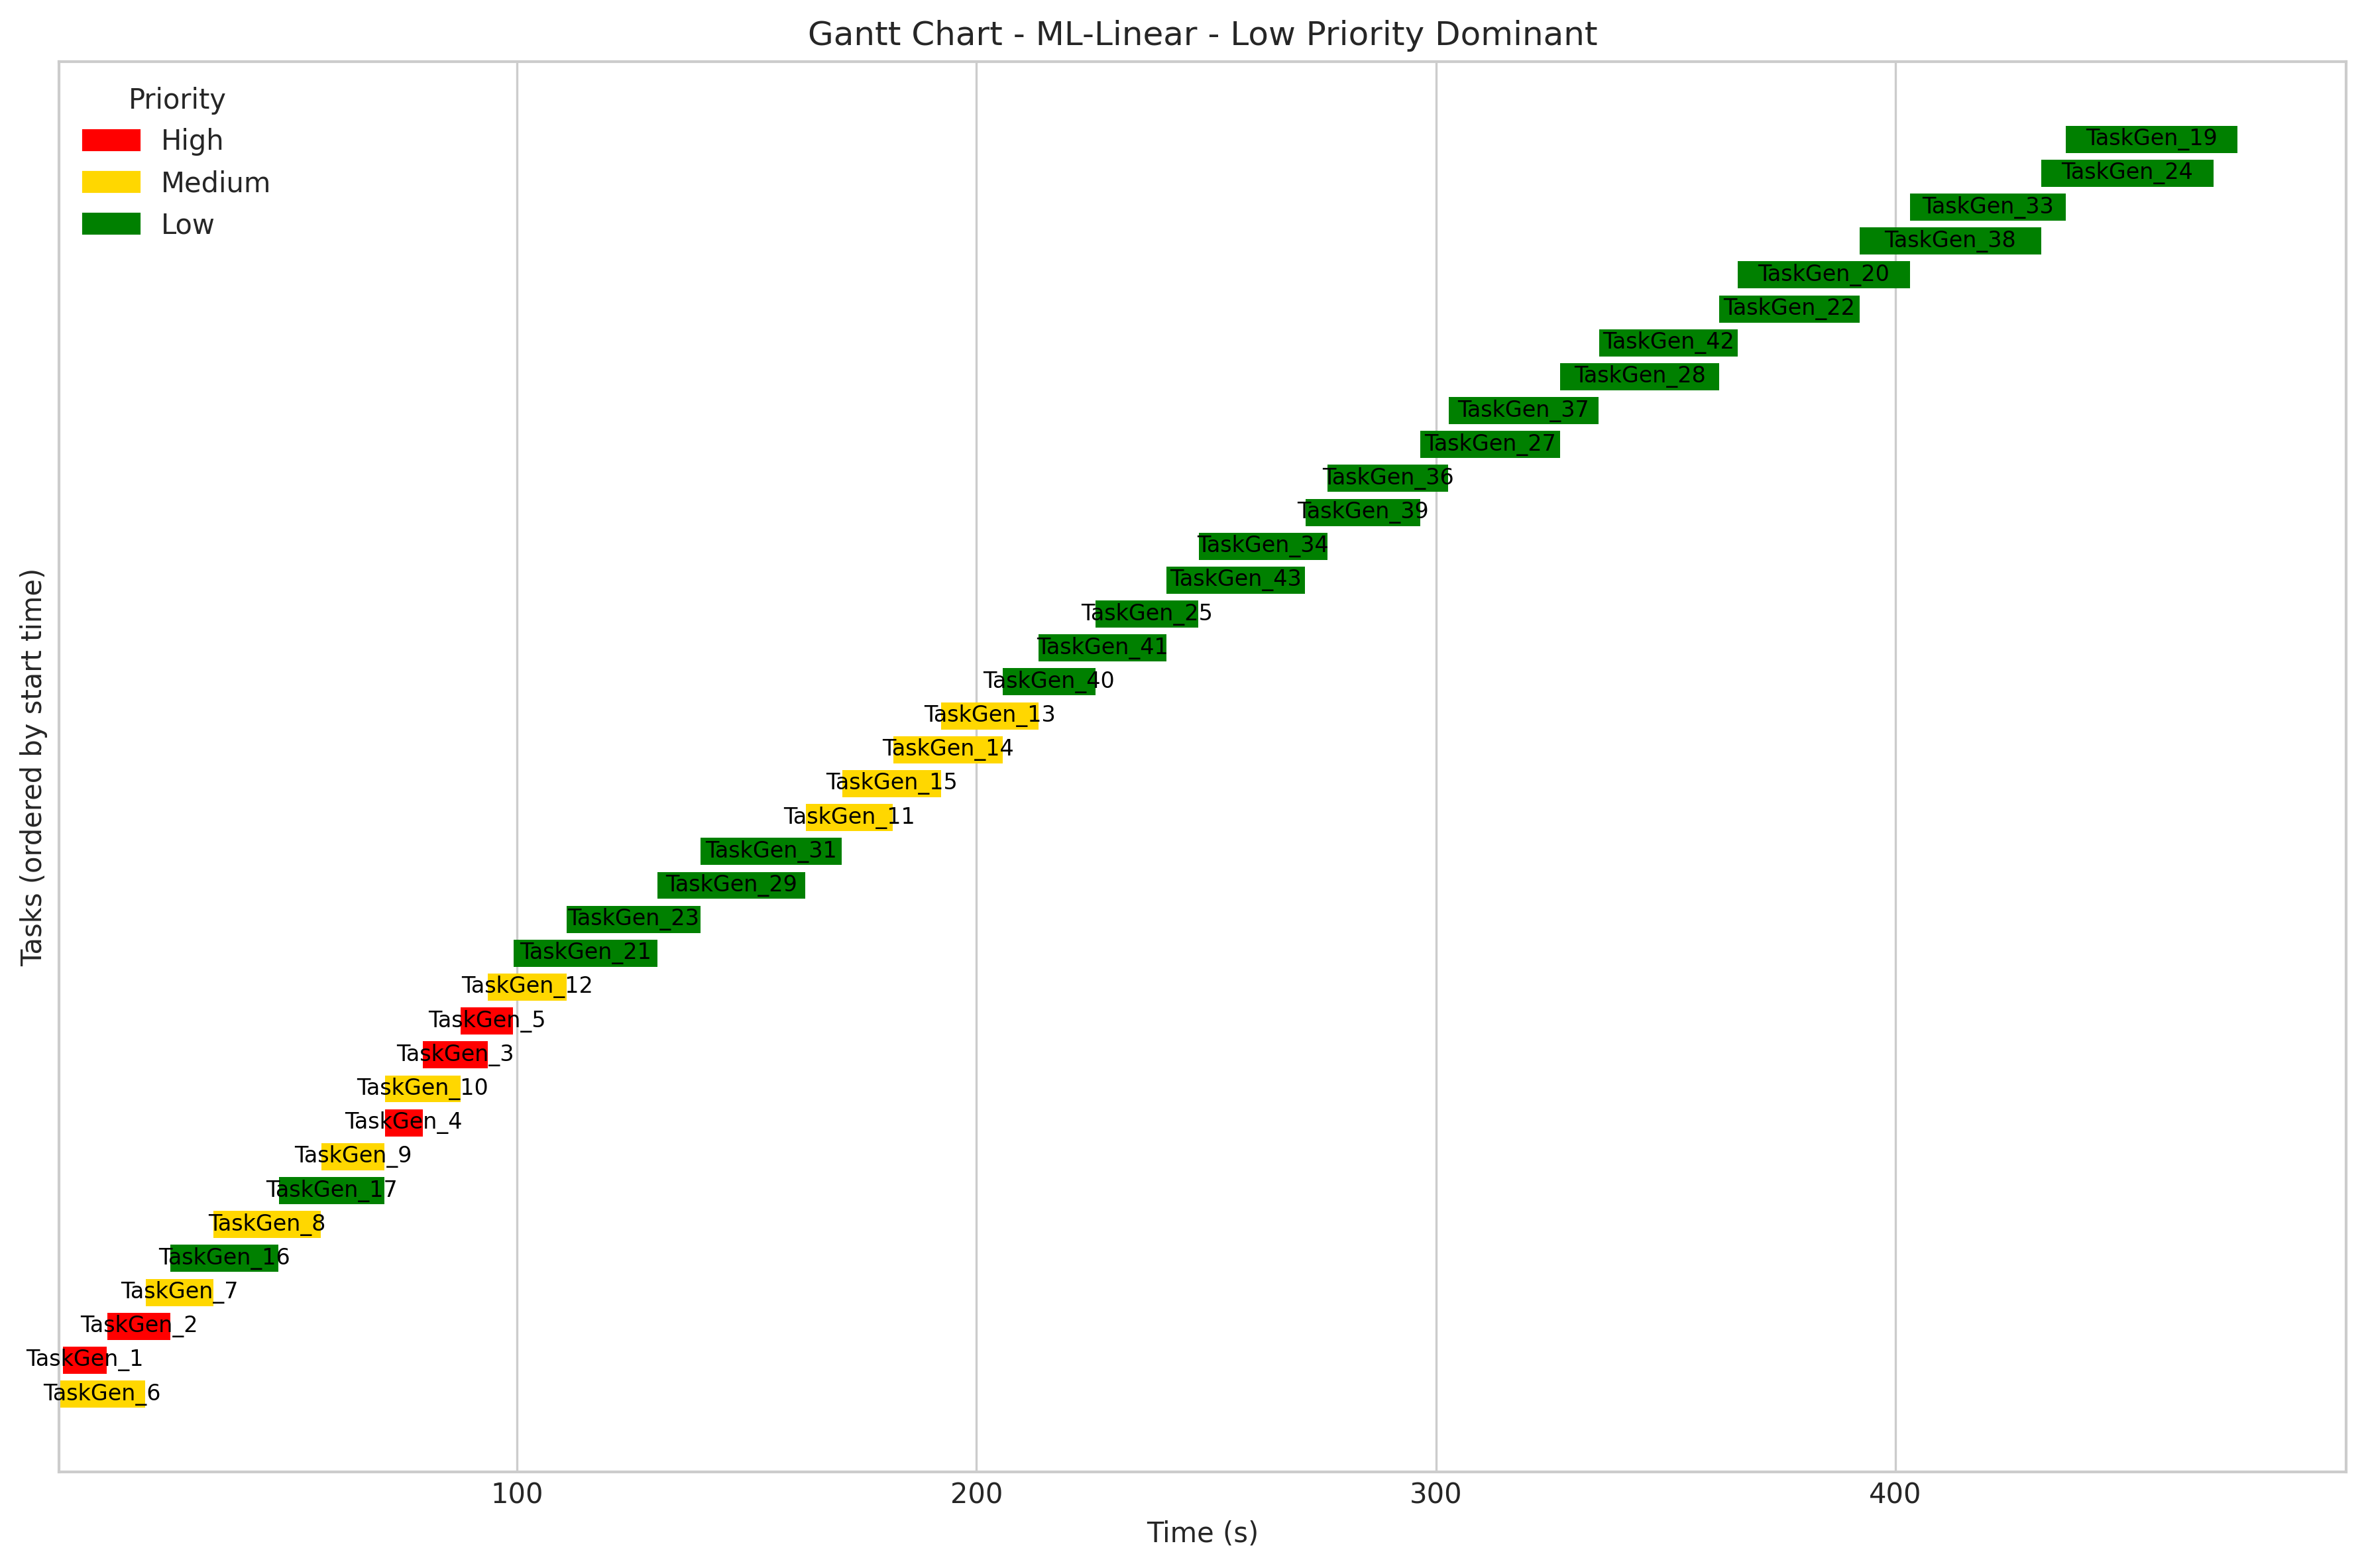 Gantt Chart - ML-Linear - Low Priority Dominant
Priority
High
Medium
Low
TaskGen_19
TaskGen_24
TaskGen_33
TaskGen_38
TaskGen_20
TaskGen_22
TaskGen_42
TaskGen_28
TaskGen_37
TaskGen_27
TaskGen_36
TaskGen_39
TaskGen_34
TaskGen_43
TaskGen_25
TaskGen_41
TaskGen_40
TaskGen_13
TaskGen_14
TaskGen_15
TaskGen_11
TaskGen_31
TaskGen_29
TaskGen_23
TaskGen_21
TaskGen_12
TaskGen_5
TaskGen_3
TaskGen_10
TaskGen_4
TaskGen_9
TaskGen_17
TaskGen_8
TaskGen_16
TaskGen_7
TaskGen_2
TaskGen_1
TaskGen_6
Tasks (ordered by start time)
100 200 300 400
Time (s)